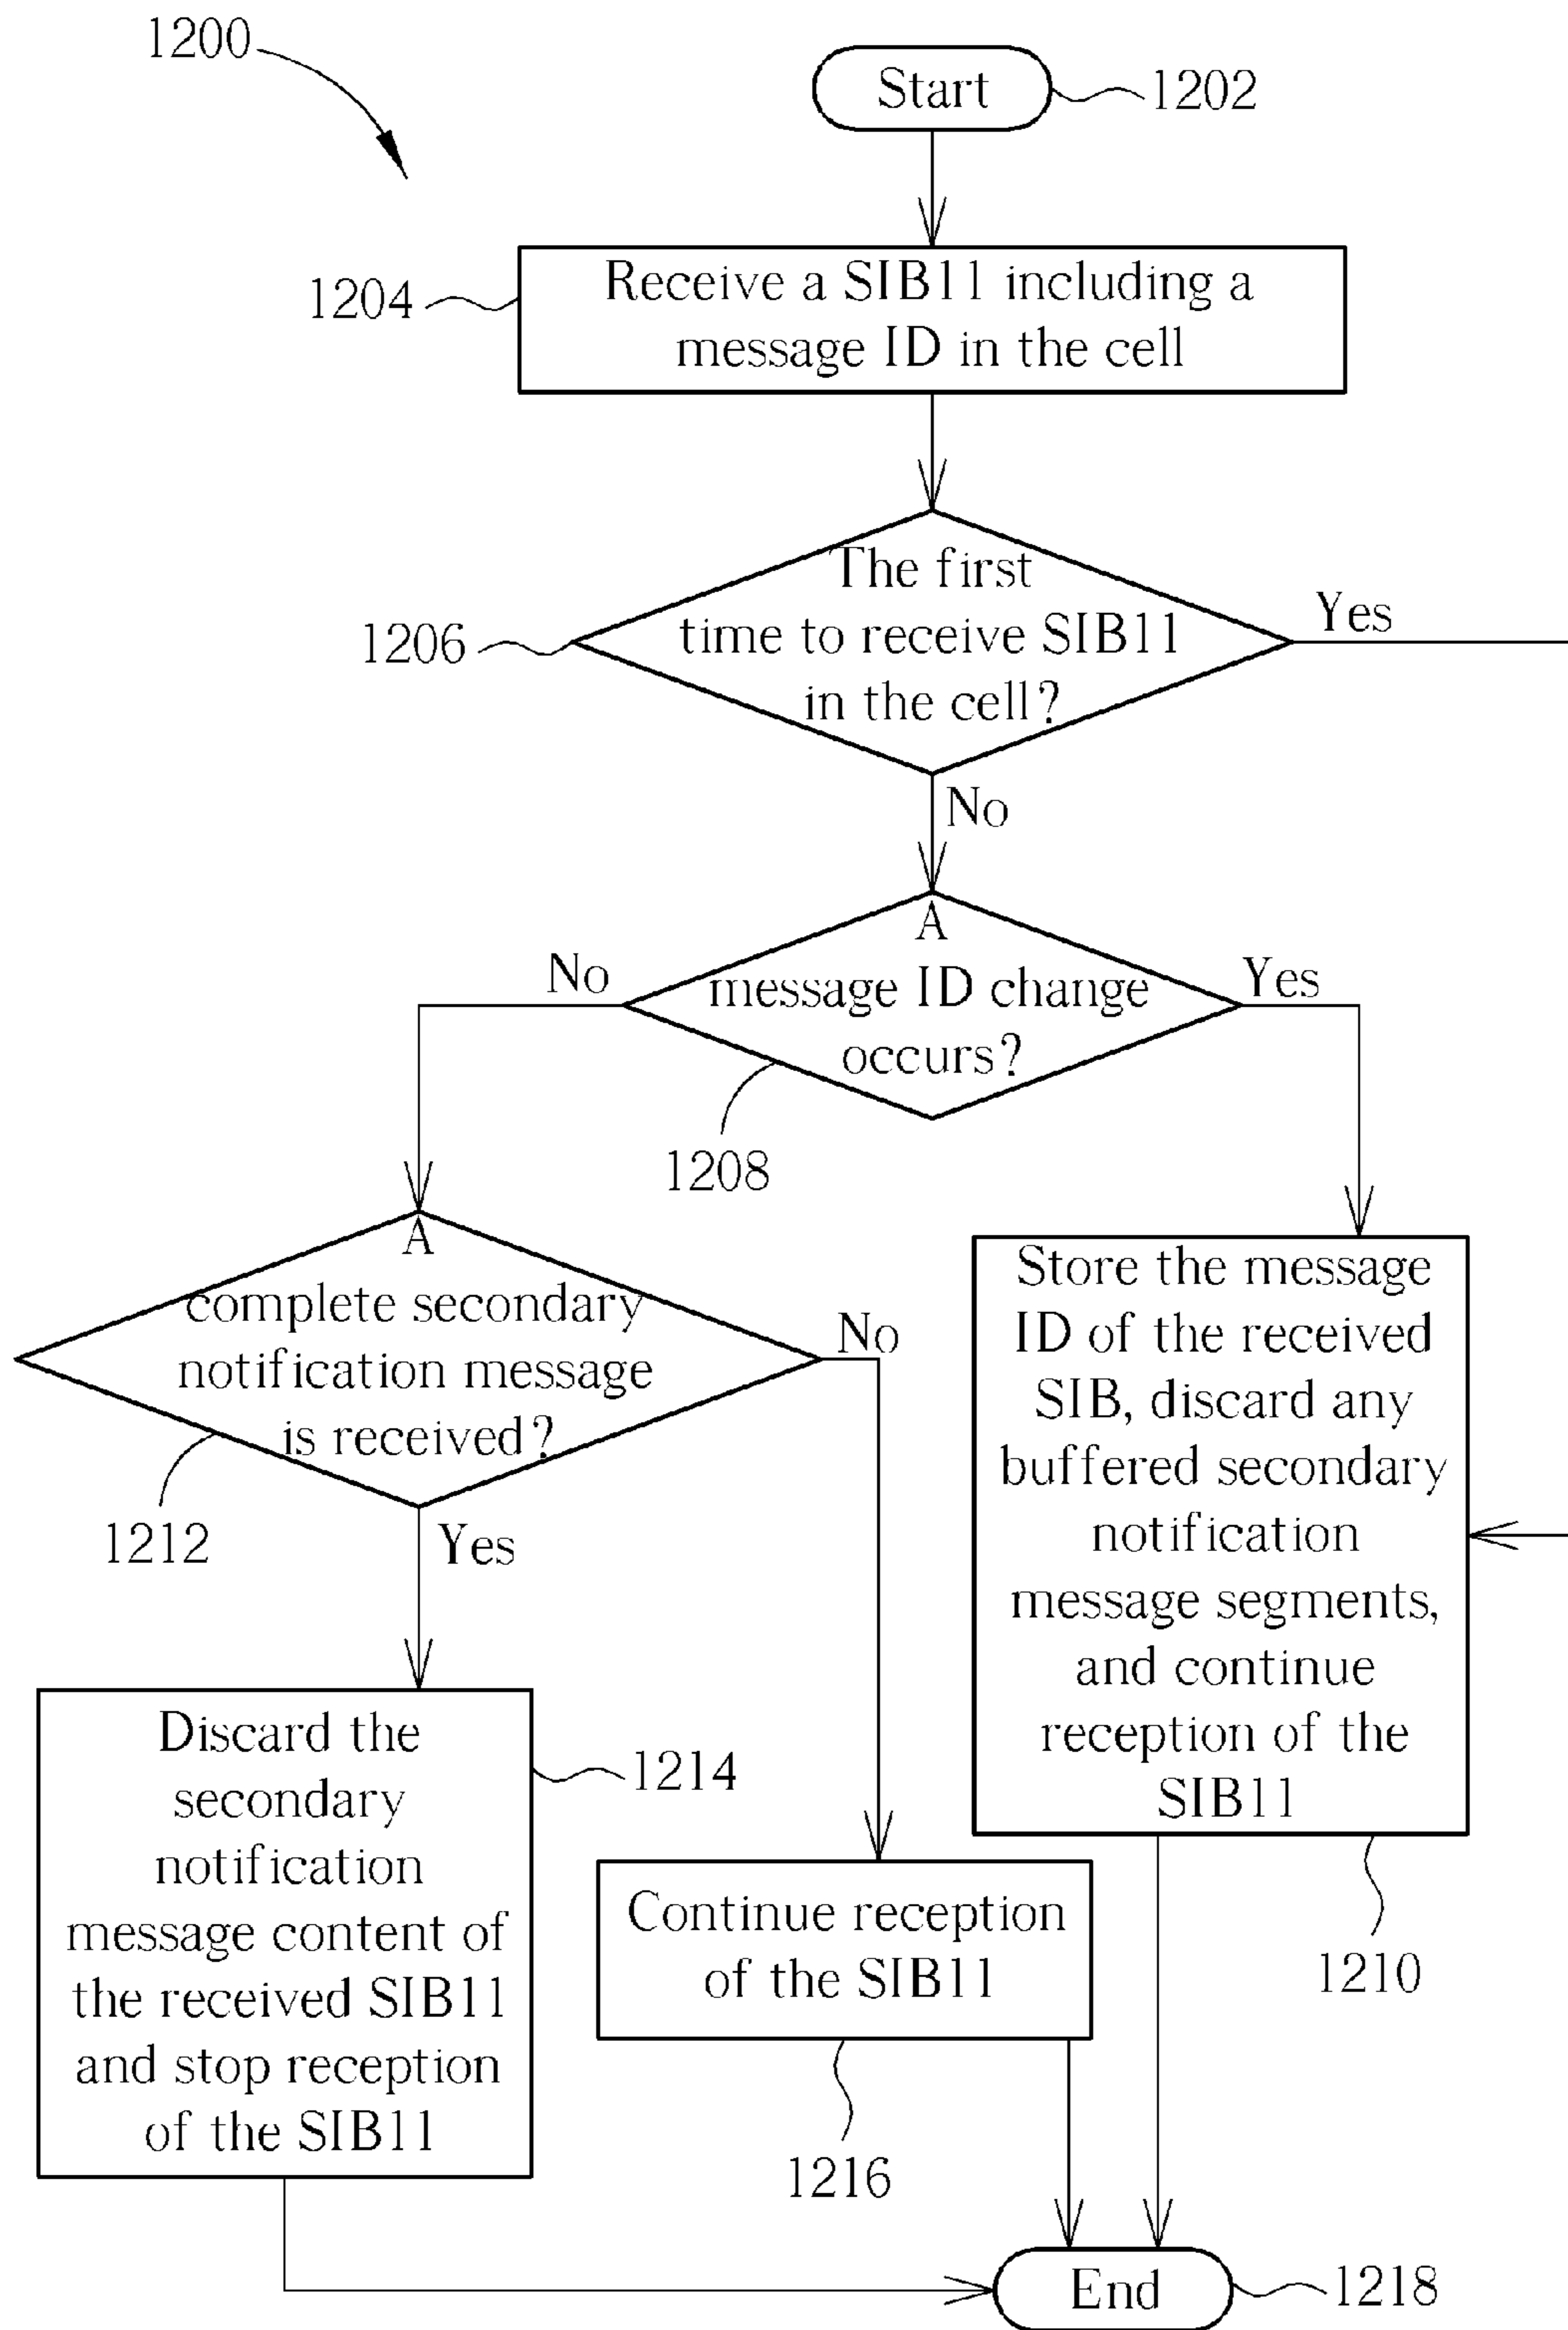 1200
Start
1202
1204
Receive a SIB11 including a
message ID in the cell
The first
time to receive SIB11
in the cell?
1206
Yes
No
A
message ID change
occurs?
No
Yes
1208
A
complete secondary
notification message
is received?
No
1212
Yes
Store the message
ID of the received
SIB, discard any
buffered secondary
notification
message segments,
and continue
reception of the
SIB11
1210
Discard the
secondary
notification
message content of
the received SIB11
and stop reception
of the SIB11
1214
Continue reception
of the SIB11
1216
End
1218